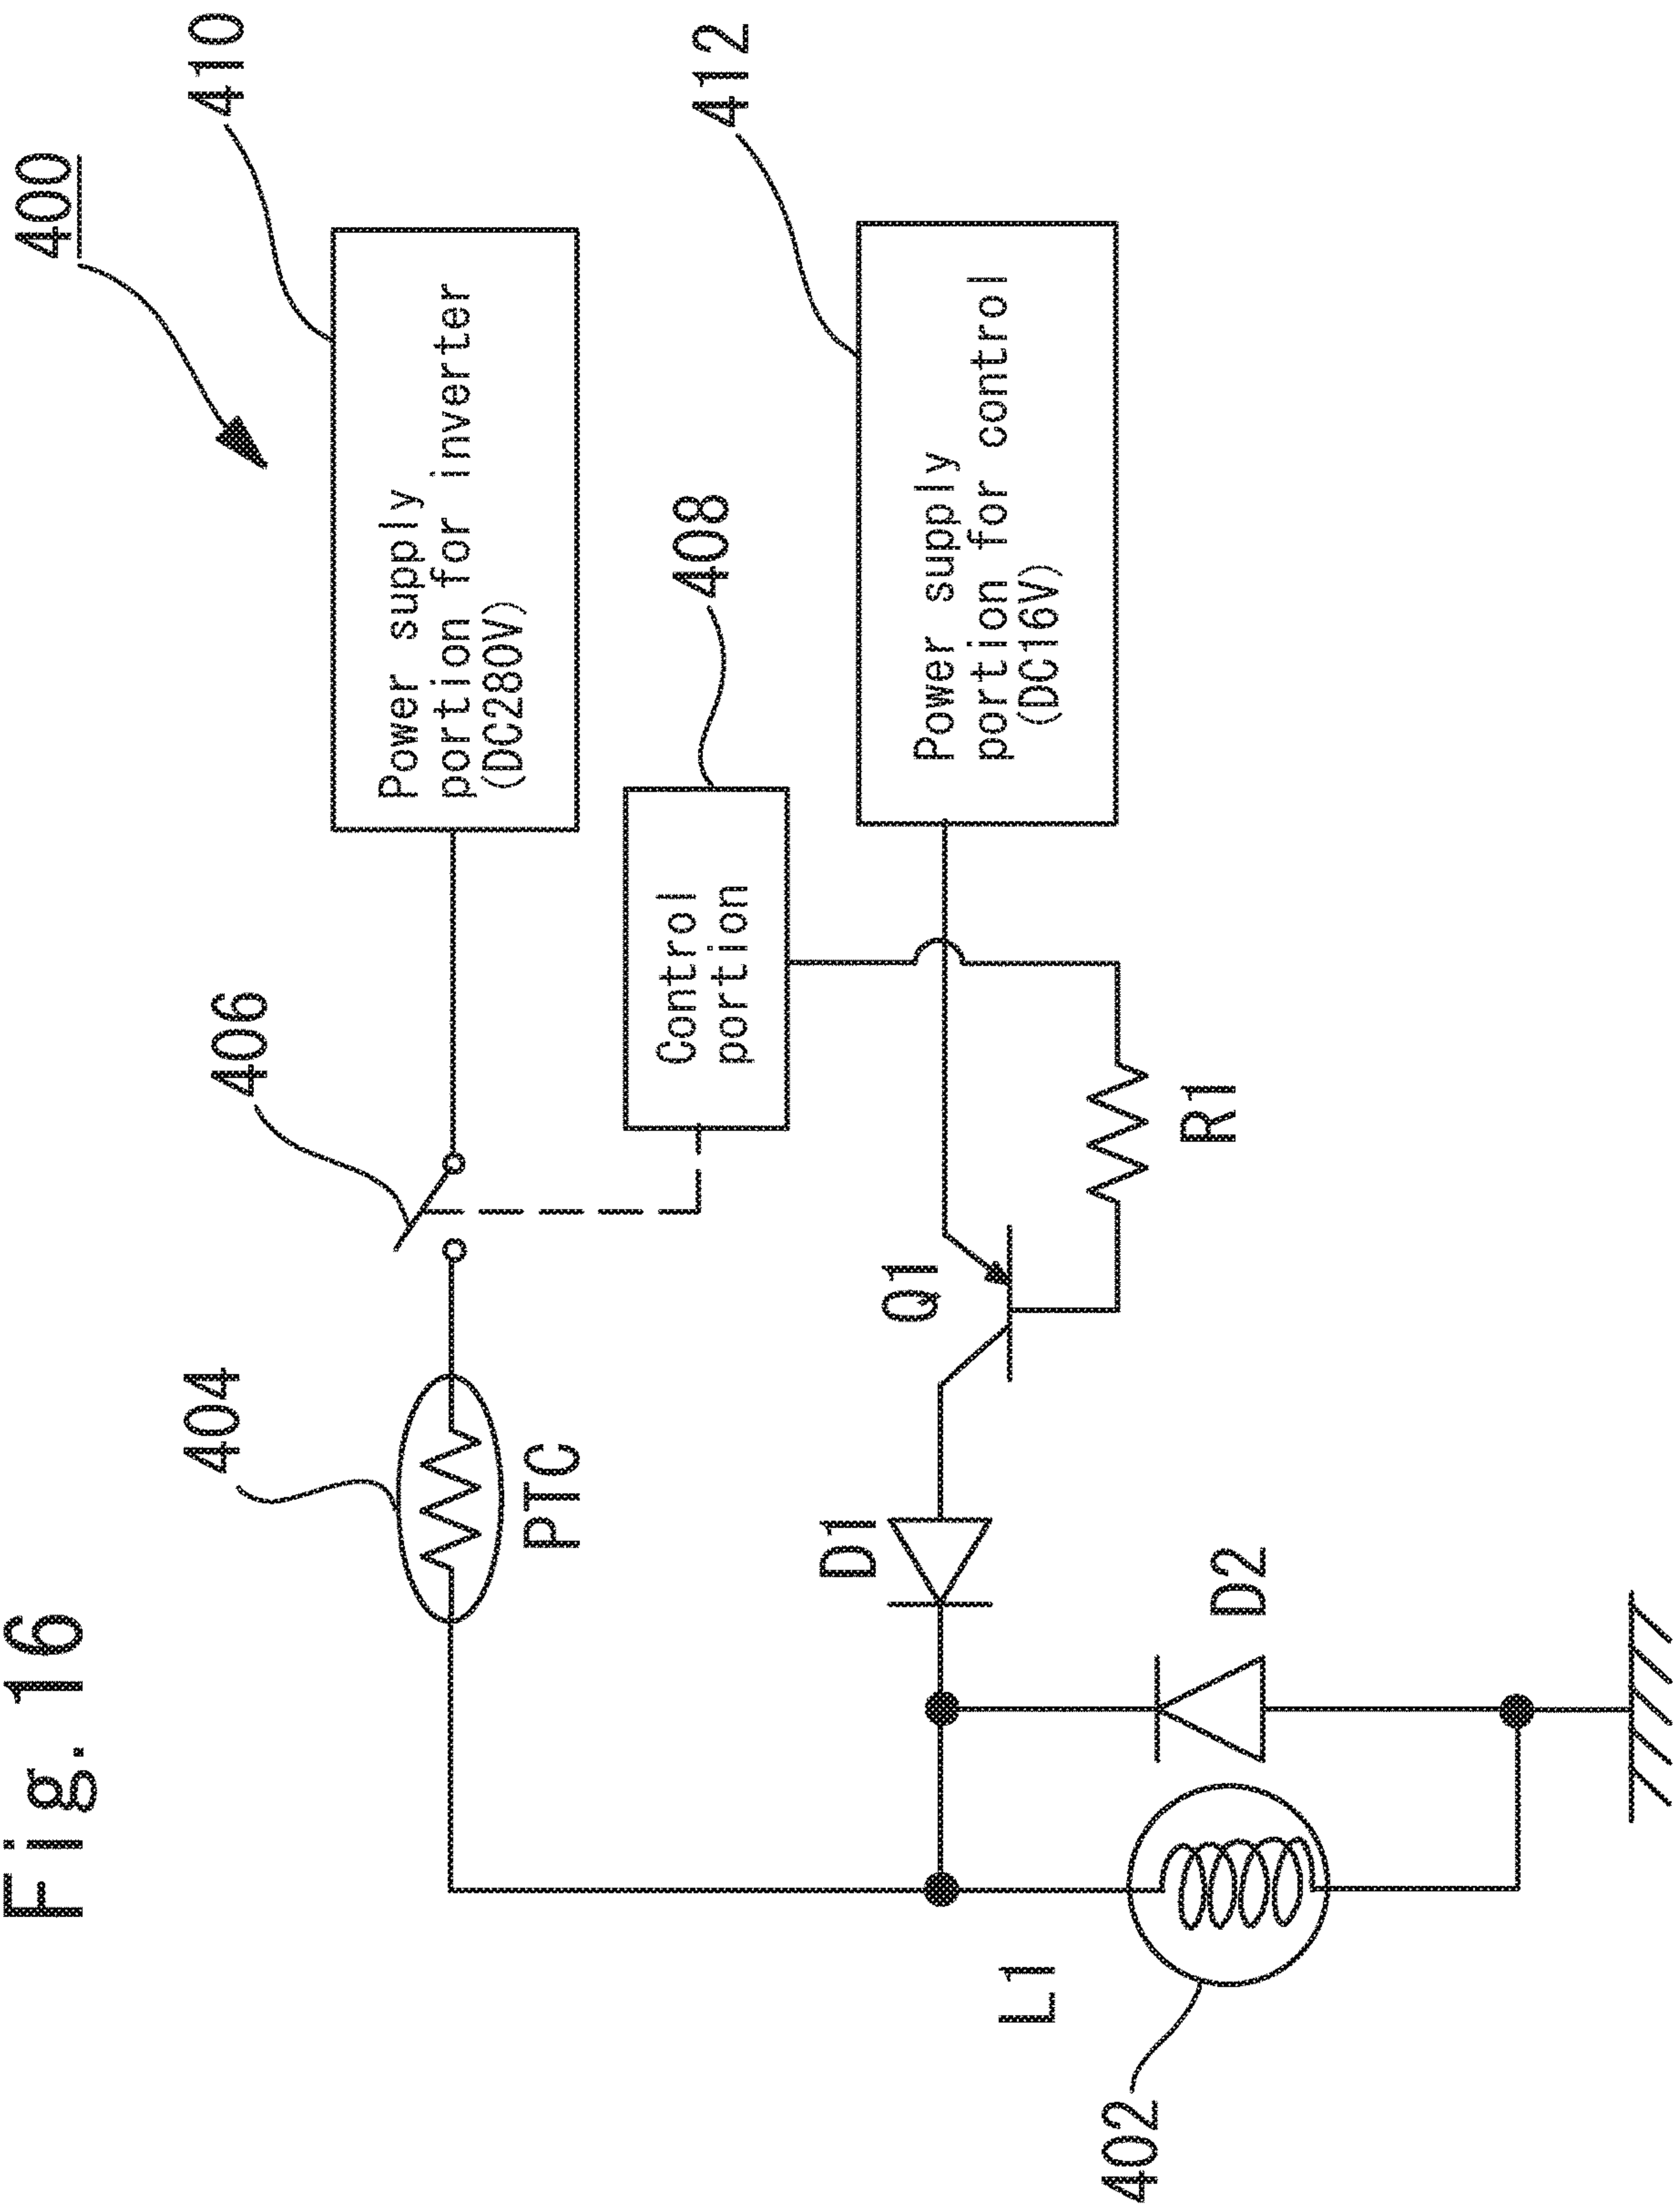 Fig. 16
400
410
Power supply
portion for inverter
(DC280V)
406
404
PTC
408
Control
portion
412
Power supply
portion for control
(DC16V)
Q1
R1
D1
D2
L1
402